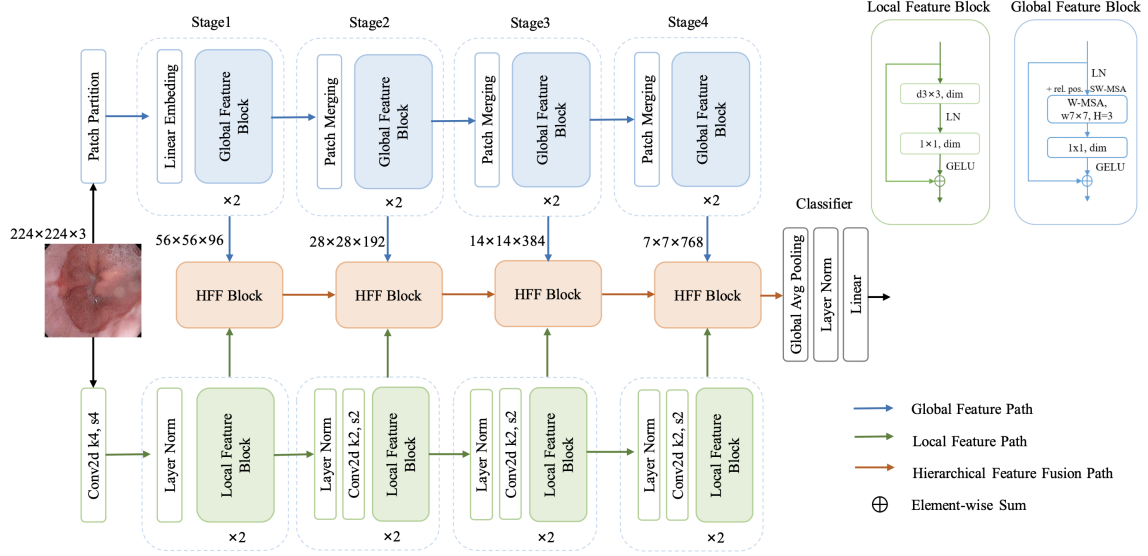 Stage1
Stage2
Stage3
Stage4
Local Feature Block
Global Feature Block
Patch Partition
Linear Embeding
Global Feature
Block
×2
Patch Merging
Global Feature
Block
×2
Patch Merging
Global Feature
Block
×2
Patch Merging
Global Feature
Block
×2
d3×3, dim
LN
1×1, dim
GELU
LN
+ rel. pos. SW-MSA
W-MSA,
w7×7, H=3
1x1, dim
GELU
224×224×3
56×56×96
28×28×192
14×14×384
7×7×768
HFF Block
HFF Block
HFF Block
HFF Block
Classifier
Global Avg Pooling
Layer Norm
Linear
Conv2d k4, s4
Layer Norm
Local Feature Block
×2
Layer Norm
Conv2d k2, s2
Local Feature
Block
×2
Layer Norm
Conv2d k2, s2
Local Feature
Block
×2
Layer Norm
Conv2d k2, s2
Local Feature
Block
×2
Global Feature Path
Local Feature Path
Hierarchical Feature Fusion Path
Element-wise Sum